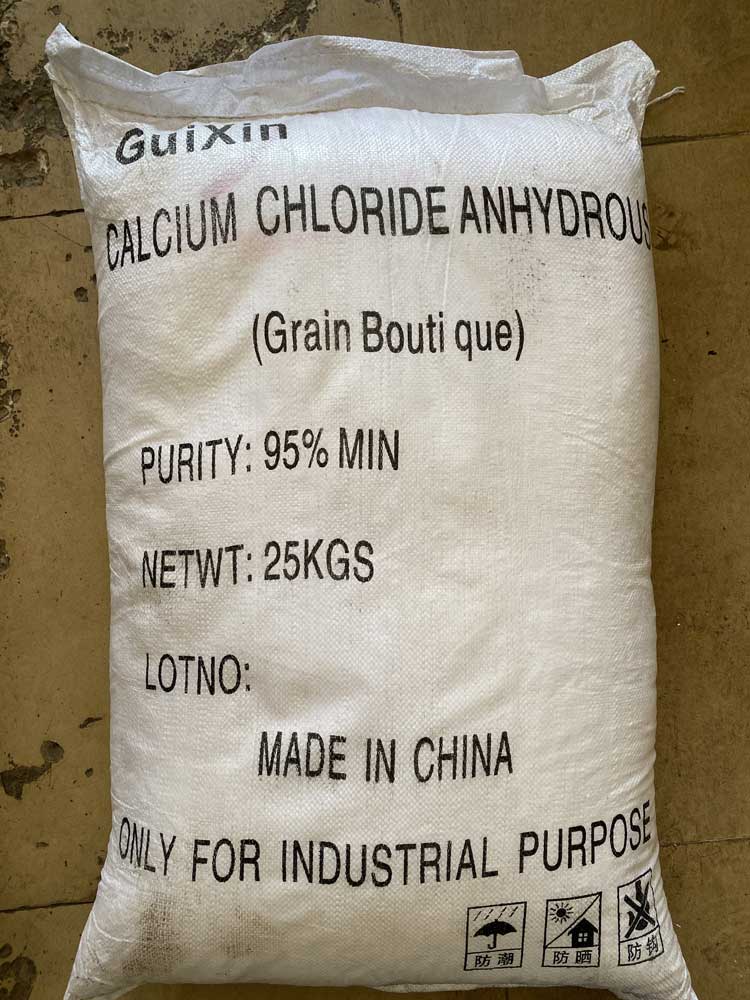 GuiXin
CALCIUM CHLORIDE ANHYDROUS
(Grain Bouti que)
PURITY: 95% MIN
NETWT: 25KGS
LOTNO:
MADE IN CHINA
ONLY FOR INDUSTRIAL PURPOSE
防潮 防晒 防钩